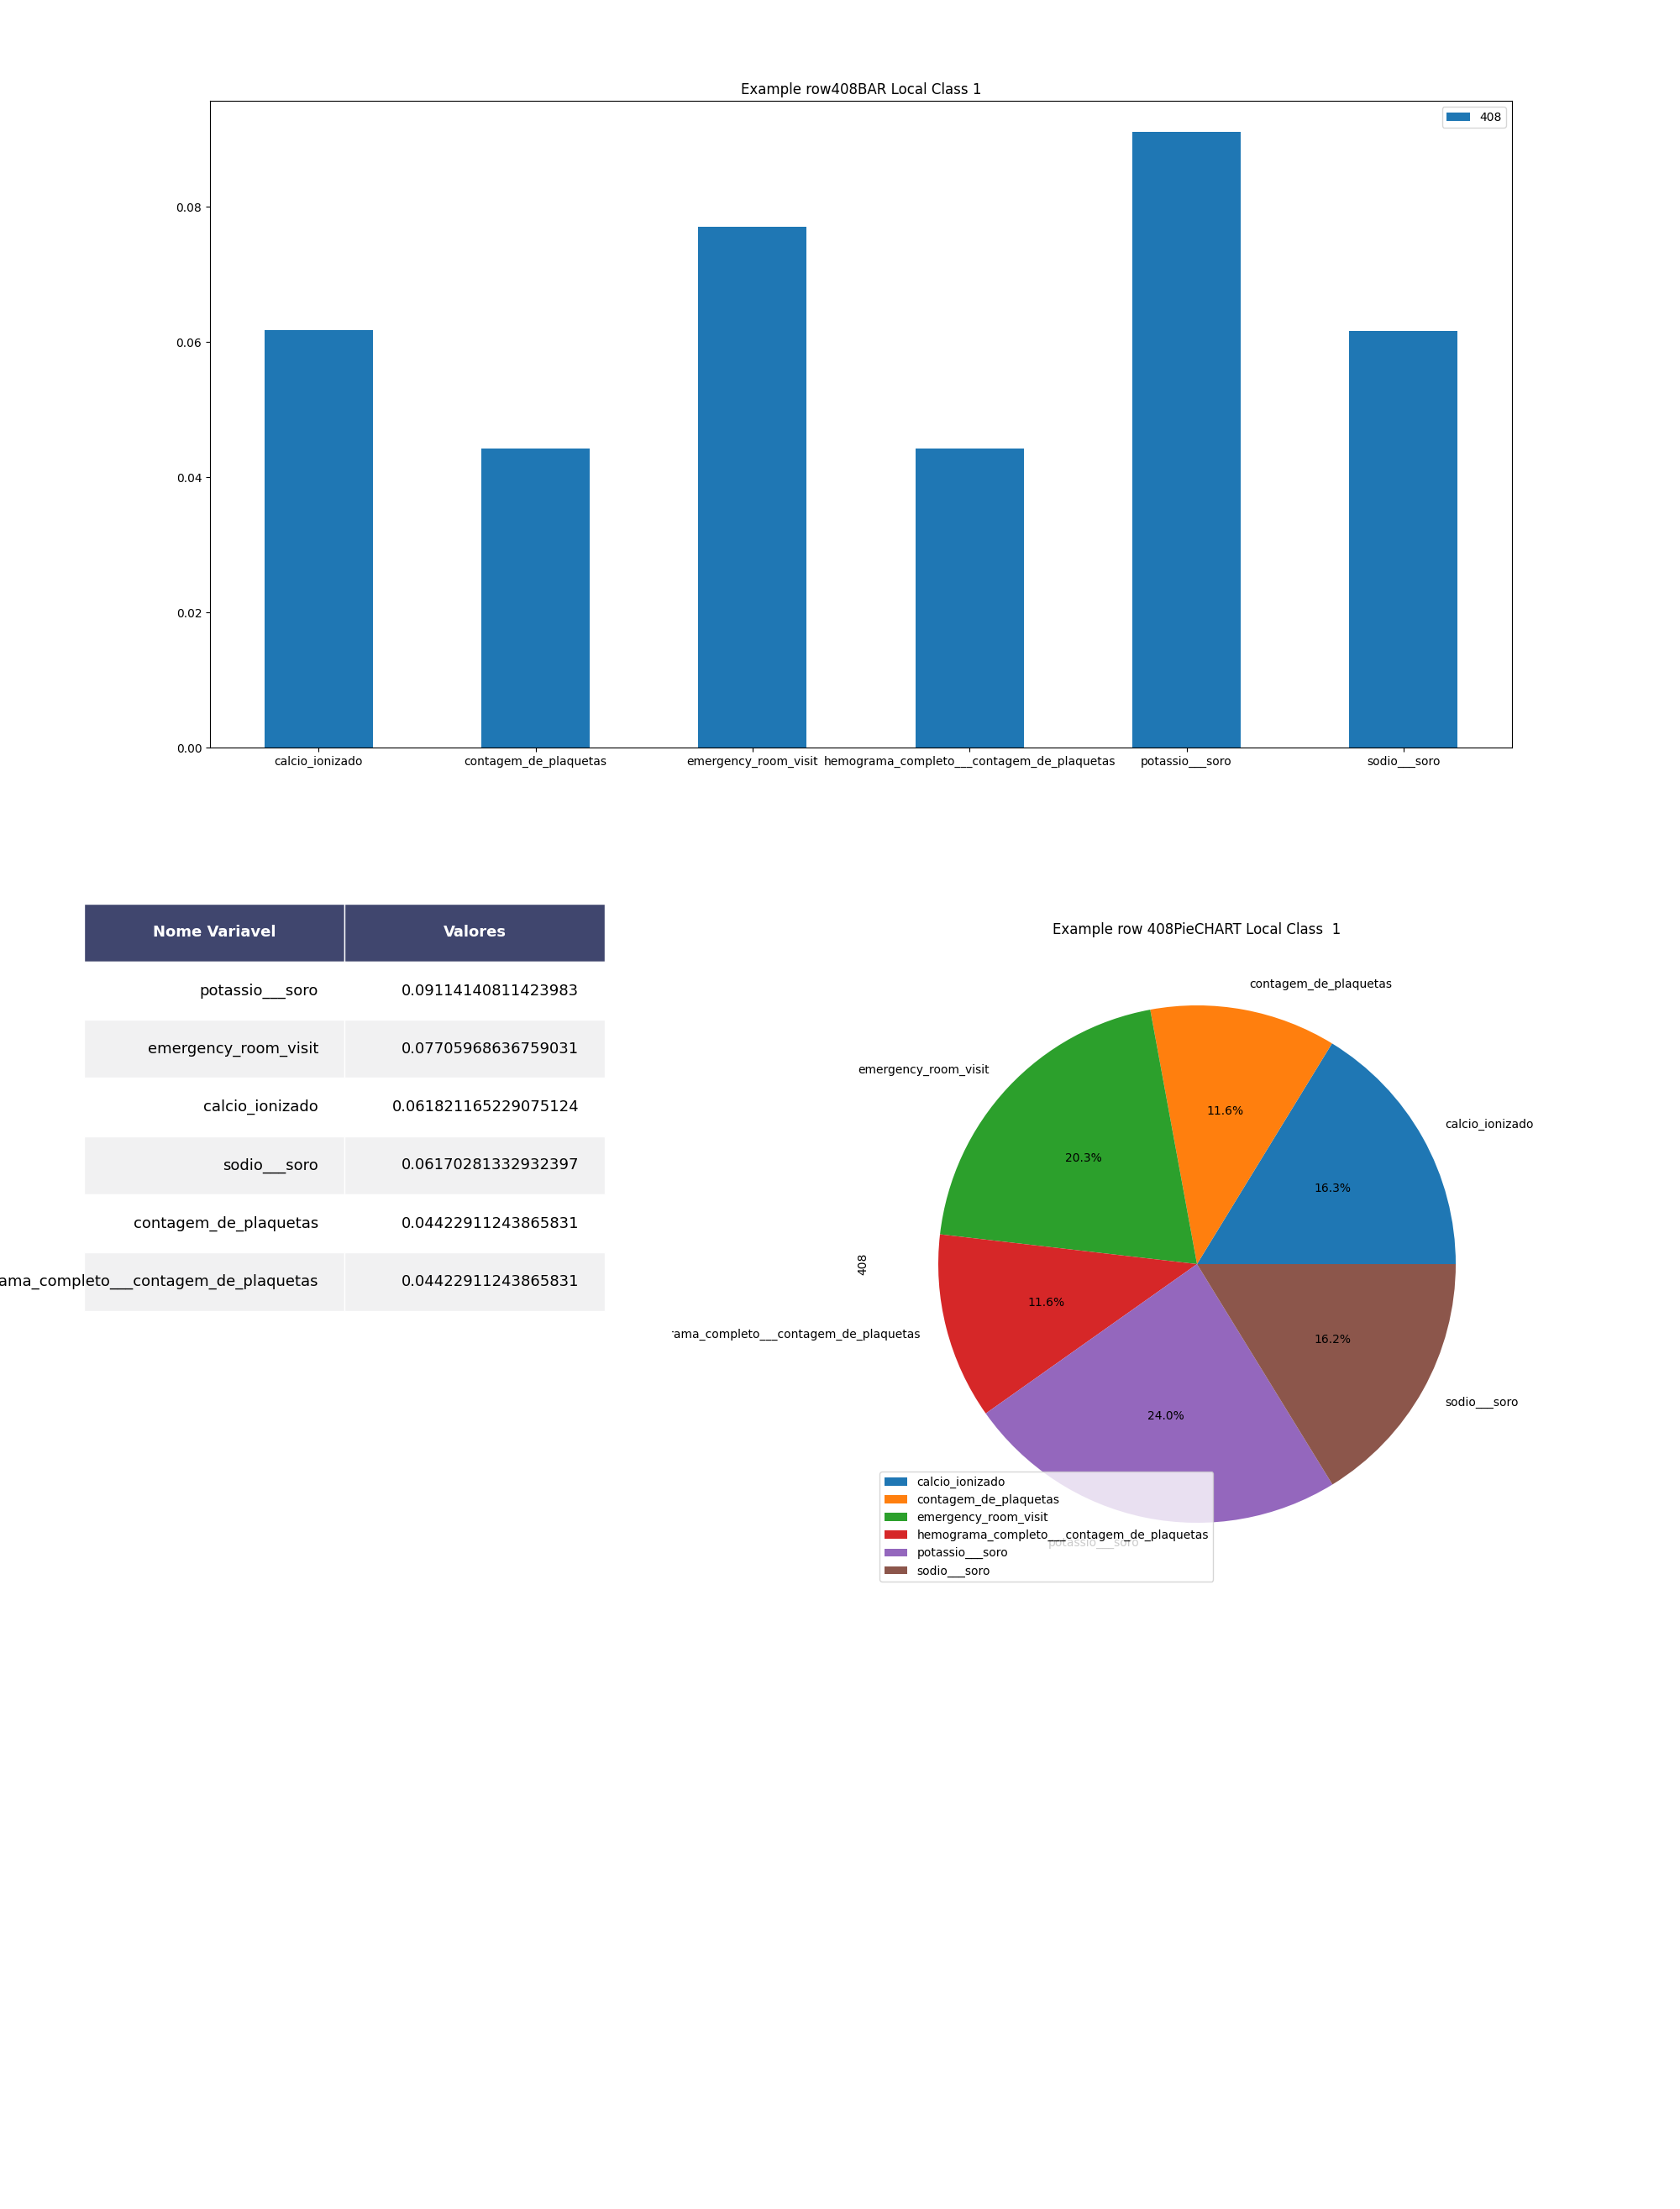 Example row408BAR Local Class 1
408
0.08
0.06
0.04
0.02
0.00
calcio_ionizado contagem_de_plaquetas emergency_room_visit hemograma_completo___contagem_de_plaquetas potassio___soro sodio___soro
Nome Variavel Valores
potassio___soro 0.09114140811423983
emergency_room_visit 0.07705968636759031
calcio_ionizado 0.061821165229075124
sodio___soro 0.06170281332932397
contagem_de_plaquetas 0.04422911243865831
ama_completo___contagem_de_plaquetas 0.04422911243865831
Example row 408PieCHART Local Class  1
contagem_de_plaquetas
emergency_room_visit
calcio_ionizado
11.6%
20.3%
16.3%
408
11.6%
rama_completo___contagem_de_plaquetas
16.2%
24.0%
sodio___soro
calcio_ionizado
contagem_de_plaquetas
emergency_room_visit
hemograma_completo___contagem_de_plaquetas
potassio___soro
potassio___soro
sodio___soro